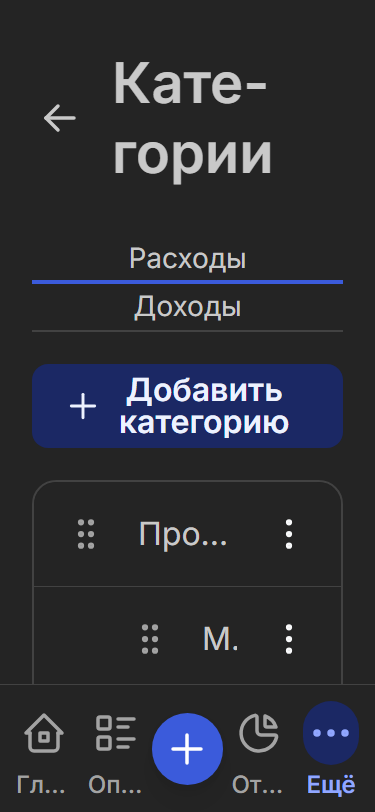 Кате-
гории
Расходы
Доходы
Добавить
категорию
Про...
М.
Гл...
Оп...
От...
Ещё